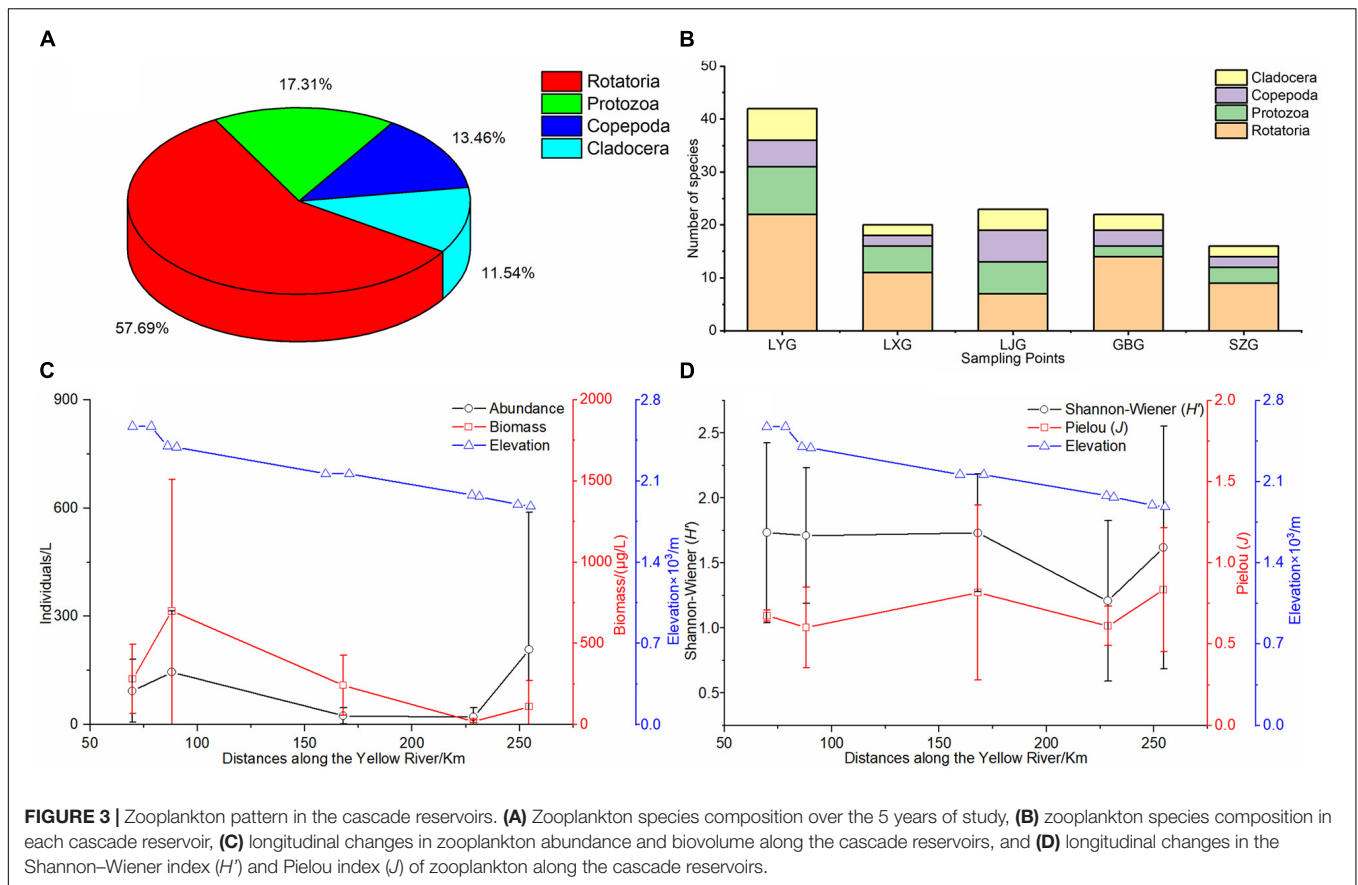 A
17.31%
13.46%
11.54%
57.69%
Rotatoria
Protozoa
Copepoda
Cladocera
B
50
40
30
20
10
0
Number of species
Cladocera
Copepoda
Protozoa
Rotatoria
LYG LXG LJG GBG SZG
Sampling Points
C
900
600
300
0
Individuals/L
Abundance
Biomass
Elevation
2000
1500
1000
500
0
Biomass/(μg/L)
2.8
2.1
1.4
0.7
0.0
Elevation×10³/m
50 100 150 200 250
Distances along the Yellow River/Km
D
2.5
2.0
1.5
1.0
0.5
Shannon-Wiener (H')
Shannon-Wiener (H')
Pielou (J)
Elevation
2.0
1.5
1.0
0.5
0.0
Pielou (J)
2.8
2.1
1.4
0.7
0.0
Elevation×10³/m
50 100 150 200 250
Distances along the Yellow River/Km
FIGURE 3 | Zooplankton pattern in the cascade reservoirs. (A) Zooplankton species composition over the 5 years of study, (B) zooplankton species composition in
each cascade reservoir, (C) longitudinal changes in zooplankton abundance and biovolume along the cascade reservoirs, and (D) longitudinal changes in the
Shannon–Wiener index (H') and Pielou index (J) of zooplankton along the cascade reservoirs.